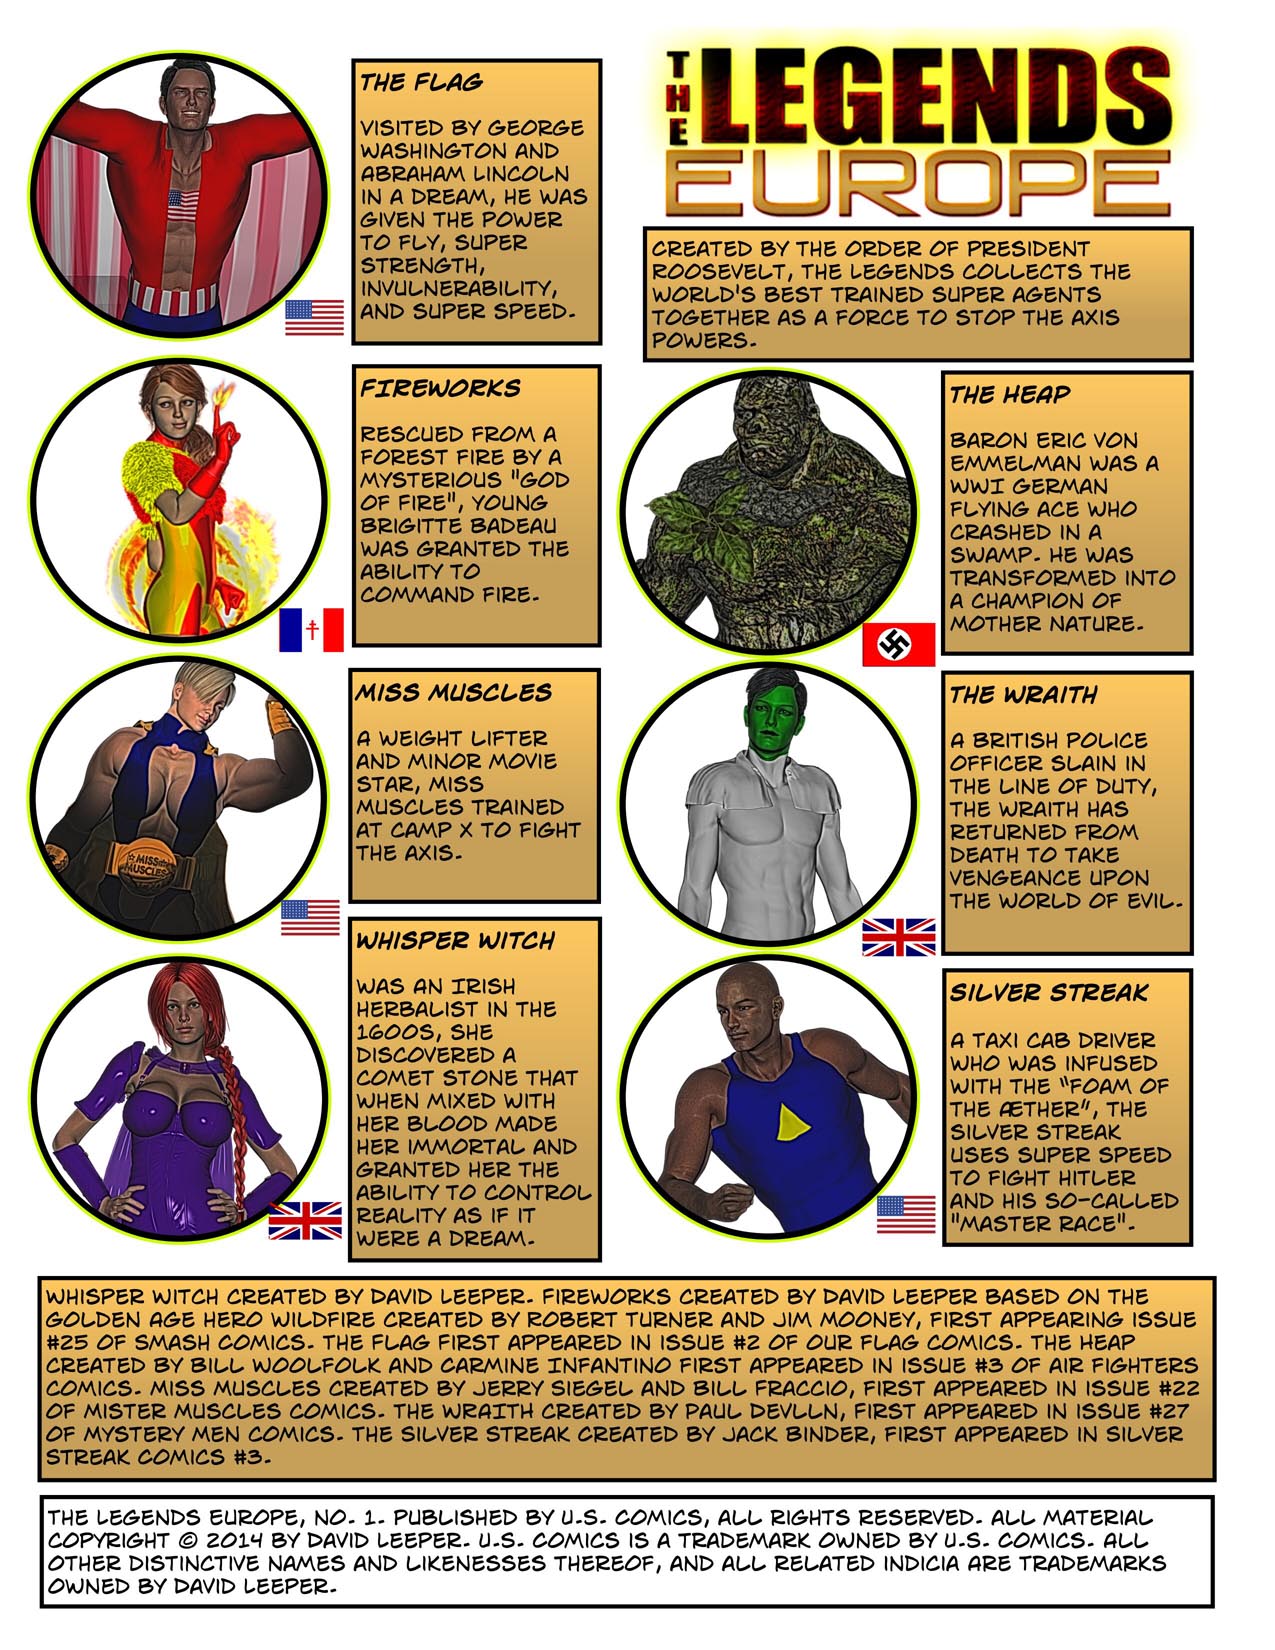 THE FLAG
VISITED BY GEORGE
WASHINGTON AND
ABRAHAM LINCOLN
IN A DREAM, HE WAS
GIVEN THE POWER
TO FLY, SUPER
STRENGTH,
INVULNERABILITY,
AND SUPER SPEED.
FIREWORKS
RESCUED FROM A
FOREST FIRE BY A
MYSTERIOUS "GOD
OF FIRE", YOUNG
BRIGITTE BADEAU
WAS GRANTED THE
ABILITY TO
COMMAND FIRE.
MISS MUSCLES
A WEIGHT LIFTER
AND MINOR MOVIE
STAR, MISS
MUSCLES TRAINED
AT CAMP X TO FIGHT
THE AXIS.
MISS
MUSCLES
WHISPER WITCH
WAS AN IRISH
HERBALIST IN THE
1600S, SHE
DISCOVERED A
COMET STONE THAT
WHEN MIXED WITH
HER BLOOD MADE
HER IMMORTAL AND
GRANTED HER THE
ABILITY TO CONTROL
REALITY AS IF IT
WERE A DREAM.
THE LEGENDS
EUROPE
CREATED BY THE ORDER OF PRESIDENT
ROOSEVELT, THE LEGENDS COLLECTS THE
WORLD'S BEST TRAINED SUPER AGENTS
TOGETHER AS A FORCE TO STOP THE AXIS
POWERS.
THE HEAP
BARON ERIC VON
EMMELMAN WAS A
WWI GERMAN
FLYING ACE WHO
CRASHED IN A
SWAMP. HE WAS
TRANSFORMED INTO
A CHAMPION OF
MOTHER NATURE.
THE WRAITH
A BRITISH POLICE
OFFICER SLAIN IN
THE LINE OF DUTY,
THE WRAITH HAS
RETURNED FROM
DEATH TO TAKE
VENGEANCE UPON
THE WORLD OF EVIL.
SILVER STREAK
A TAXI CAB DRIVER
WHO WAS INFUSED
WITH THE "FOAM OF
THE ÆTHER", THE
SILVER STREAK
USES SUPER SPEED
TO FIGHT HITLER
AND HIS SO-CALLED
"MASTER RACE".
WHISPER WITCH CREATED BY DAVID LEEPER. FIREWORKS CREATED BY DAVID LEEPER BASED ON THE
GOLDEN AGE HERO WILDFIRE CREATED BY ROBERT TURNER AND JIM MOONEY, FIRST APPEARING ISSUE
#25 OF SMASH COMICS. THE FLAG FIRST APPEARED IN ISSUE #2 OF OUR FLAG COMICS. THE HEAP
CREATED BY BILL WOOLFOLK AND CARMINE INFANTINO FIRST APPEARED IN ISSUE #3 OF AIR FIGHTERS
COMICS. MISS MUSCLES CREATED BY JERRY SIEGEL AND BILL FRACCIO, FIRST APPEARED IN ISSUE #22
OF MISTER MUSCLES COMICS. THE WRAITH CREATED BY PAUL DEVLLN, FIRST APPEARED IN ISSUE #27
OF MYSTERY MEN COMICS. THE SILVER STREAK CREATED BY JACK BINDER, FIRST APPEARED IN SILVER
STREAK COMICS #3.
THE LEGENDS EUROPE, NO. 1. PUBLISHED BY U.S. COMICS, ALL RIGHTS RESERVED. ALL MATERIAL
COPYRIGHT © 2014 BY DAVID LEEPER. U.S. COMICS IS A TRADEMARK OWNED BY U.S. COMICS. ALL
OTHER DISTINCTIVE NAMES AND LIKENESSES THEREOF, AND ALL RELATED INDICIA ARE TRADEMARKS
OWNED BY DAVID LEEPER.